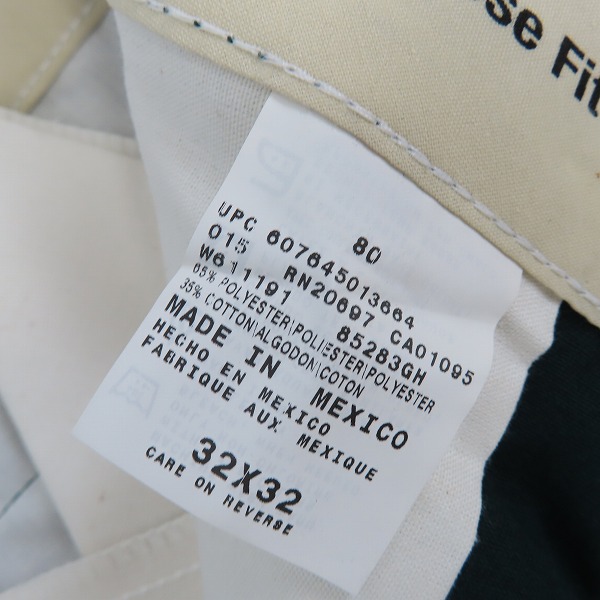 se Fit
80
UPC 607645013664
015 RN20697 CA01095
W611191 85283GH
65% POLYESTER\POLIESTER\POLYESTER
35% COTTON\ALGODON\COTON
MADE IN MEXICO
HECHO EN MEXICO
FABRIQUE AUX MEXIQUE
32X32
CARE ON REVERSE